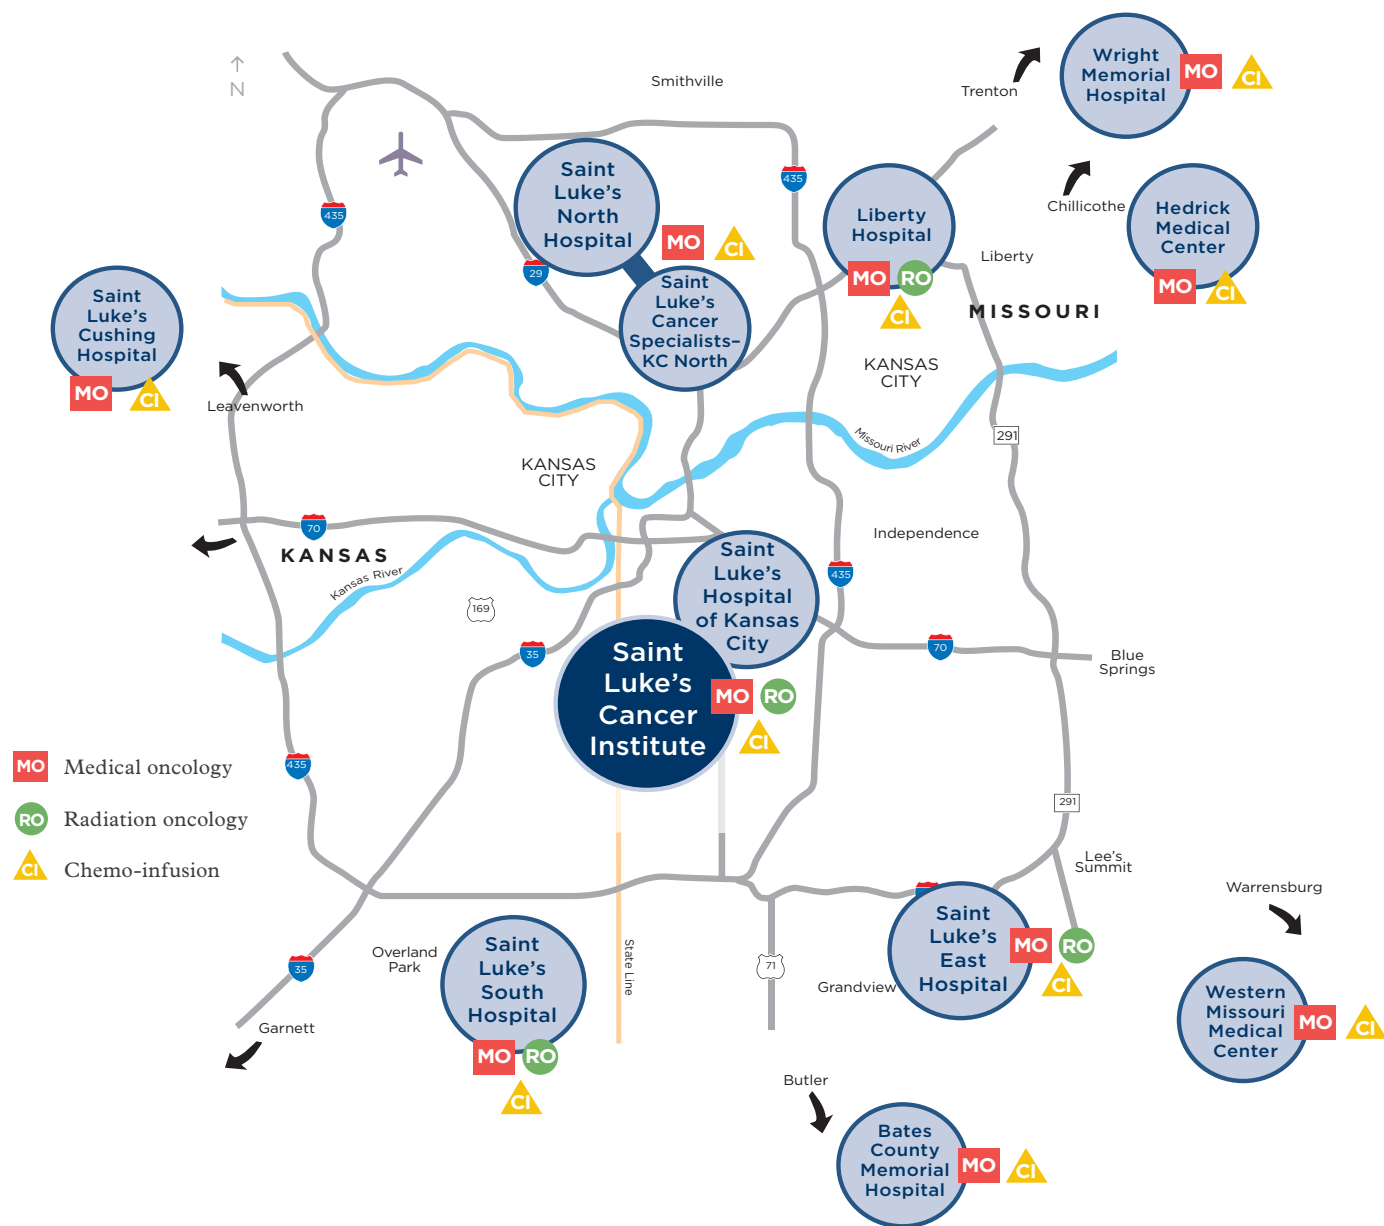 N
Smithville
Trenton
Wright
Memorial
Hospital
MO
CI
Saint
Luke's
North
Hospital
MO
CI
435
435
29
Liberty
Hospital
MO
RO
CI
Liberty
Chillicothe
Hedrick
Medical
Center
MO
CI
Saint
Luke's
Cushing
Hospital
MO
CI
Leavenworth
Saint
Luke's
Cancer
Specialists–
KC North
MISSOURI
KANSAS
CITY
Missouri River
291
KANSAS
CITY
70
KANSAS
Kansas River
169
35
Independence
435
Saint
Luke's
Hospital
of Kansas
City
70
Blue
Springs
Saint
Luke's
Cancer
Institute
MO
RO
CI
435
MO Medical oncology
RO Radiation oncology
CI Chemo-infusion
291
Lee's
Summit
Warrensburg
Overland
Park
Saint
Luke's
South
Hospital
MO
RO
CI
State Line
71
Grandview
Saint
Luke's
East
Hospital
MO
RO
CI
35
Garnett
Western
Missouri
Medical
Center
MO
CI
Butler
Bates
County
Memorial
Hospital
MO
CI